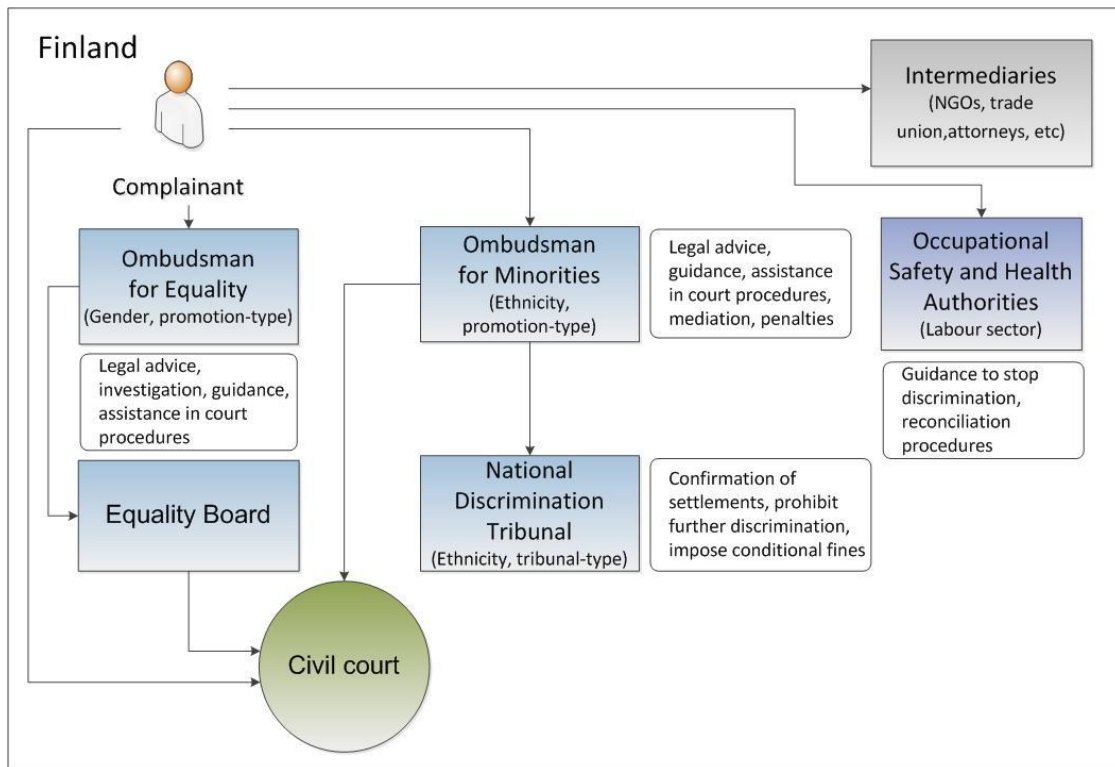 Finland
Intermediaries
(NGOs, trade
union,attorneys, etc)
Complainant
Ombudsman
for Equality
(Gender, promotion-type)
Legal advice,
investigation, guidance,
assistance in court
procedures
Equality Board
Ombudsman
for Minorities
(Ethnicity,
promotion-type)
Legal advice,
guidance, assistance
in court procedures,
mediation, penalties
Occupational
Safety and Health
Authorities
(Labour sector)
Guidance to stop
discrimination,
reconciliation
procedures
National
Discrimination
Tribunal
(Ethnicity, tribunal-type)
Confirmation of
settlements, prohibit
further discrimination,
impose conditional fines
Civil court